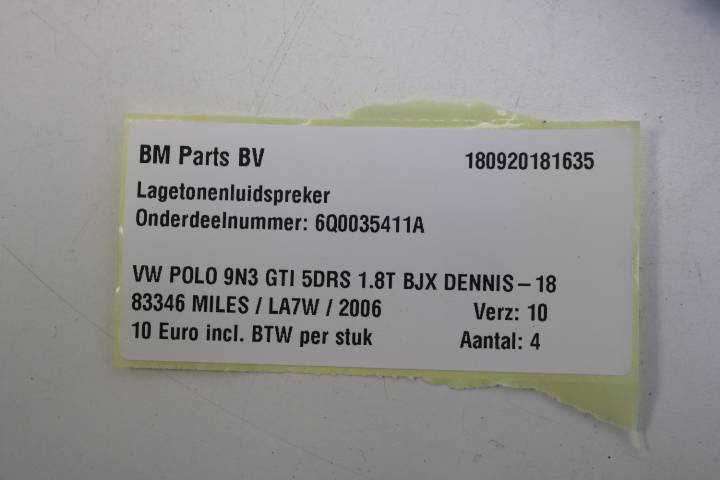 BM Parts BV 180920181635
Lagetonenluidspreker
Onderdeelnummer: 6Q0035411A
VW POLO 9N3 GTI 5DRS 1.8T BJX DENNIS-18
83346 MILES / LA7W / 2006 Verz: 10
10 Euro incl. BTW per stuk Aantal: 4